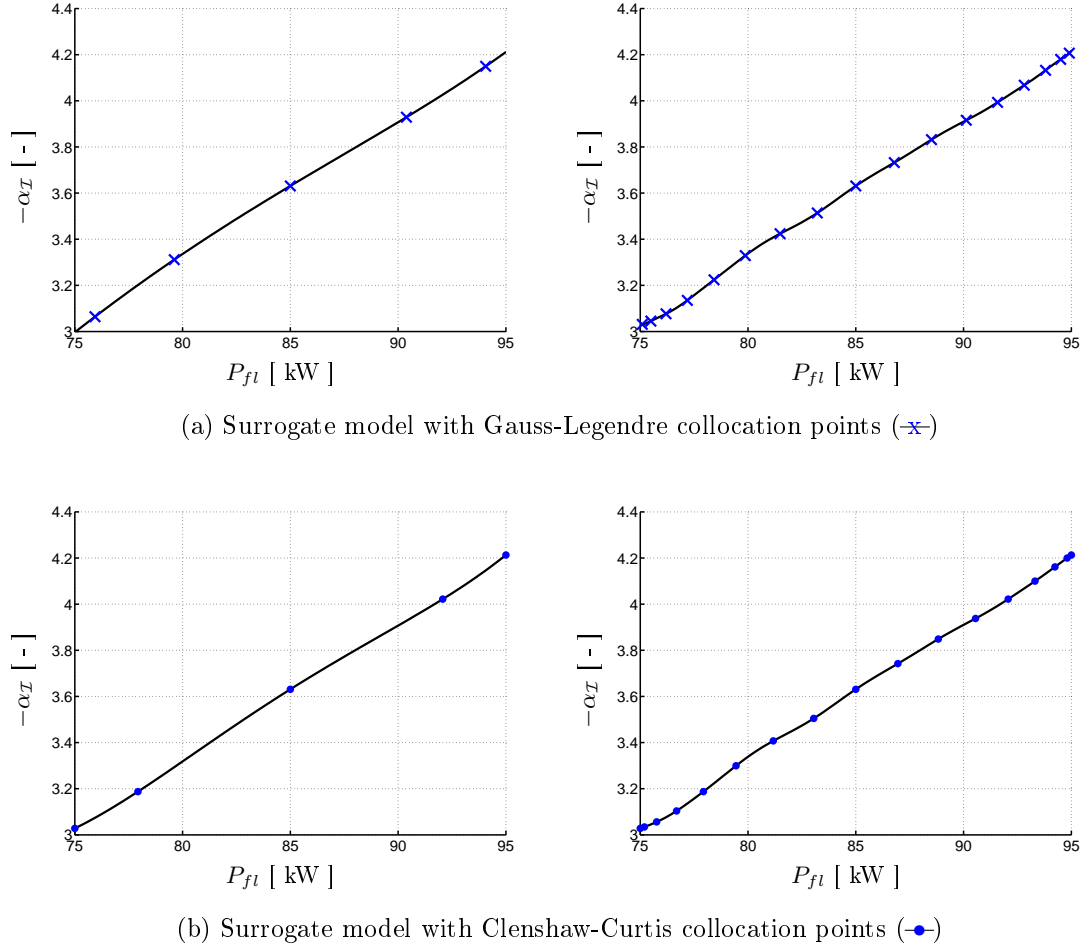 4.4
4.2
4
3.8
3.6
3.4
3.2
3
75 80 85 90 95
−α_ℐ [ - ]
P_fl [ kW ]
4.4
4.2
4
3.8
3.6
3.4
3.2
3
75 80 85 90 95
−α_ℐ [ - ]
P_fl [ kW ]
(a) Surrogate model with Gauss-Legendre collocation points (x)
4.4
4.2
4
3.8
3.6
3.4
3.2
3
75 80 85 90 95
−α_ℐ [ - ]
P_fl [ kW ]
4.4
4.2
4
3.8
3.6
3.4
3.2
3
75 80 85 90 95
−α_ℐ [ - ]
P_fl [ kW ]
(b) Surrogate model with Clenshaw-Curtis collocation points (●)